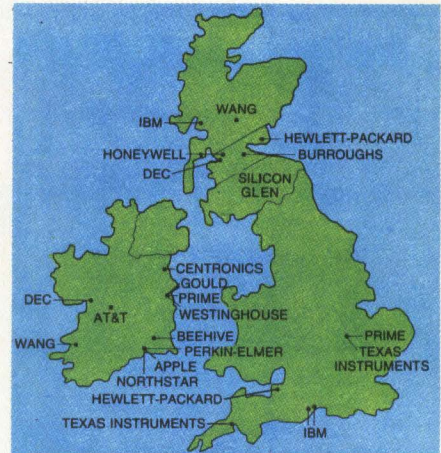 WANG
IBM
HEWLETT-PACKARD
HONEYWELL
BURROUGHS
DEC
SILICON
GLEN
CENTRONICS
GOULD
PRIME
WESTINGHOUSE
DEC
AT&T
BEEHIVE
PERKIN-ELMER
WANG
APPLE
NORTHSTAR
HEWLETT-PACKARD
TEXAS INSTRUMENTS
PRIME
TEXAS
INSTRUMENTS
IBM